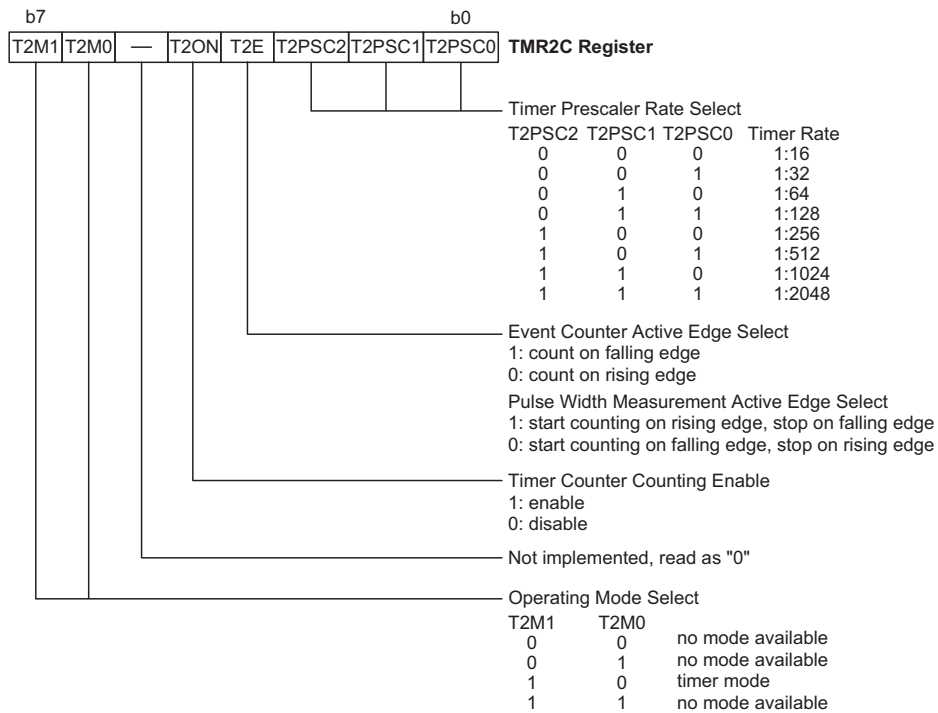 b7 b0
T2M1 T2M0 — T2ON T2E T2PSC2 T2PSC1 T2PSC0 TMR2C Register
Timer Prescaler Rate Select
T2PSC2 T2PSC1 T2PSC0 Timer Rate
0 0 0 1:16
0 0 1 1:32
0 1 0 1:64
0 1 1 1:128
1 0 0 1:256
1 0 1 1:512
1 1 0 1:1024
1 1 1 1:2048
Event Counter Active Edge Select
1: count on falling edge
0: count on rising edge
Pulse Width Measurement Active Edge Select
1: start counting on rising edge, stop on falling edge
0: start counting on falling edge, stop on rising edge
Timer Counter Counting Enable
1: enable
0: disable
Not implemented, read as "0"
Operating Mode Select
T2M1 T2M0
0 0 no mode available
0 1 no mode available
1 0 timer mode
1 1 no mode available